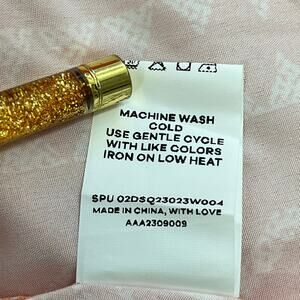 MACHINE WASH
COLD
USE GENTLE CYCLE
WITH LIKE COLORS
IRON ON LOW HEAT
SPU 02DSQ23023W004
MADE IN CHINA, WITH LOVE
AAA2309009